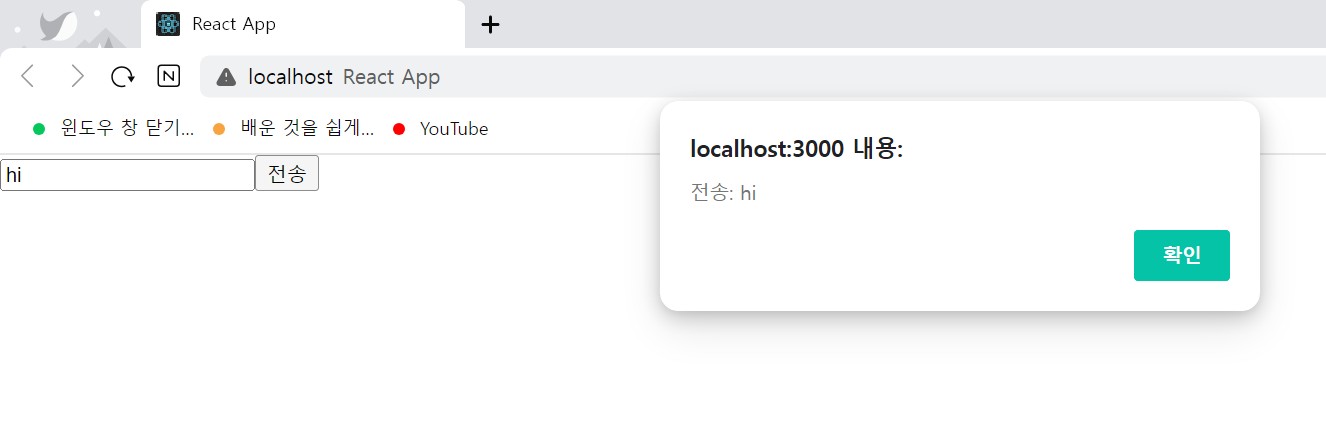 React App
N
localhost React App
윈도우 창 닫기...
배운 것을 쉽게...
YouTube
localhost:3000 내용:
전송: hi
확인
hi
전송